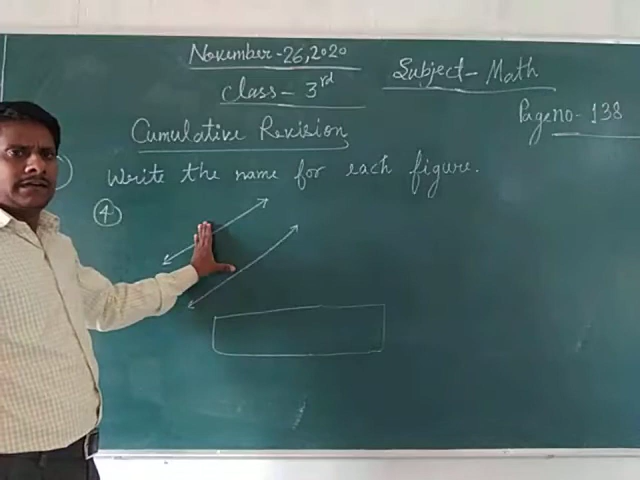 November-26,2020
Subject- Math
Class- 3rd
Page no- 138
Cumulative Revision
Write the name for each figure.
4